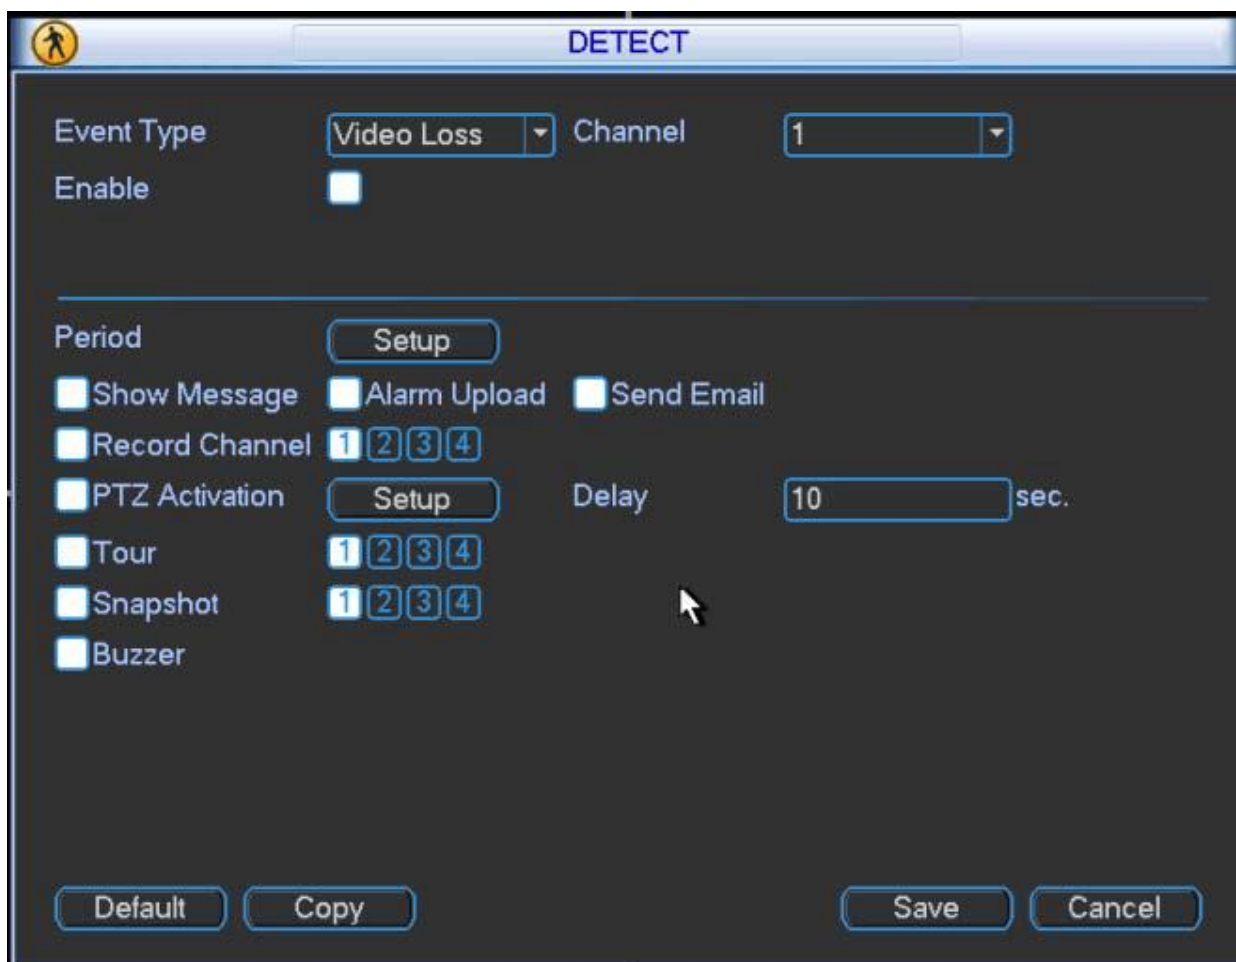 DETECT
Event Type Video Loss Channel 1
Enable
Period Setup
Show Message Alarm Upload Send Email
Record Channel 1 2 3 4
PTZ Activation Setup Delay 10 sec.
Tour 1 2 3 4
Snapshot 1 2 3 4
Buzzer
Default Copy Save Cancel